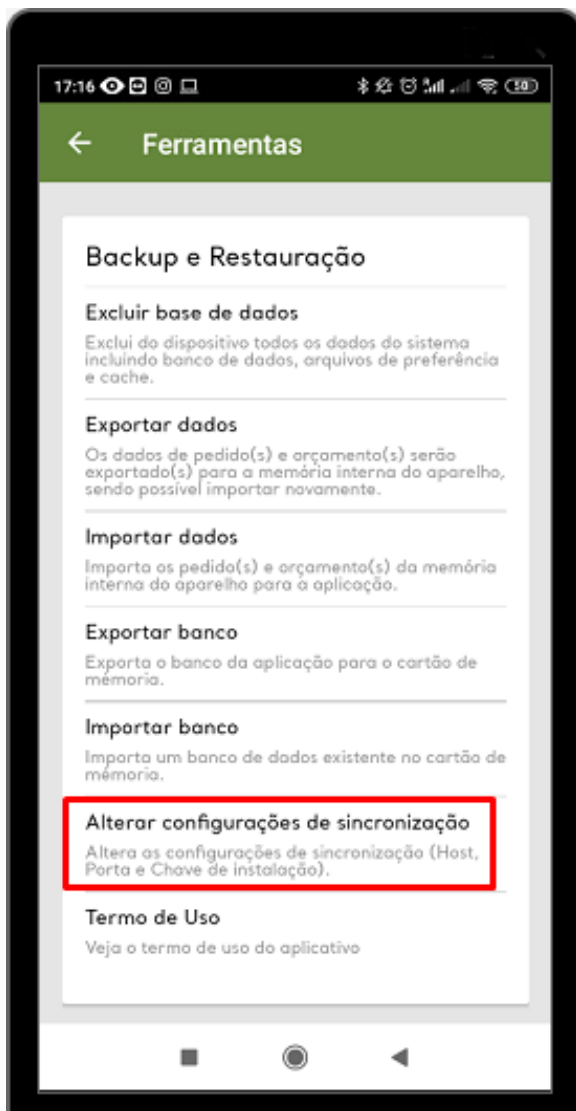 17:16
50
Ferramentas
Backup e Restauração
Excluir base de dados
Exclui do dispositivo todos os dados do sistema
incluindo banco de dados, arquivos de preferência
e cache.
Exportar dados
Os dados de pedido(s) e orçamento(s) serão
exportado(s) para a memória interna do aparelho,
sendo possível importar novamente.
Importar dados
Importa os pedido(s) e orçamento(s) da memória
interna do aparelho para a aplicação.
Exportar banco
Exporta o banco da aplicação para o cartão de
mémoria.
Importar banco
Importa um banco de dados existente no cartão de
mémoria.
Alterar configurações de sincronização
Altera as configurações de sincronização (Host,
Porta e Chave de instalação).
Termo de Uso
Veja o termo de uso do aplicativo